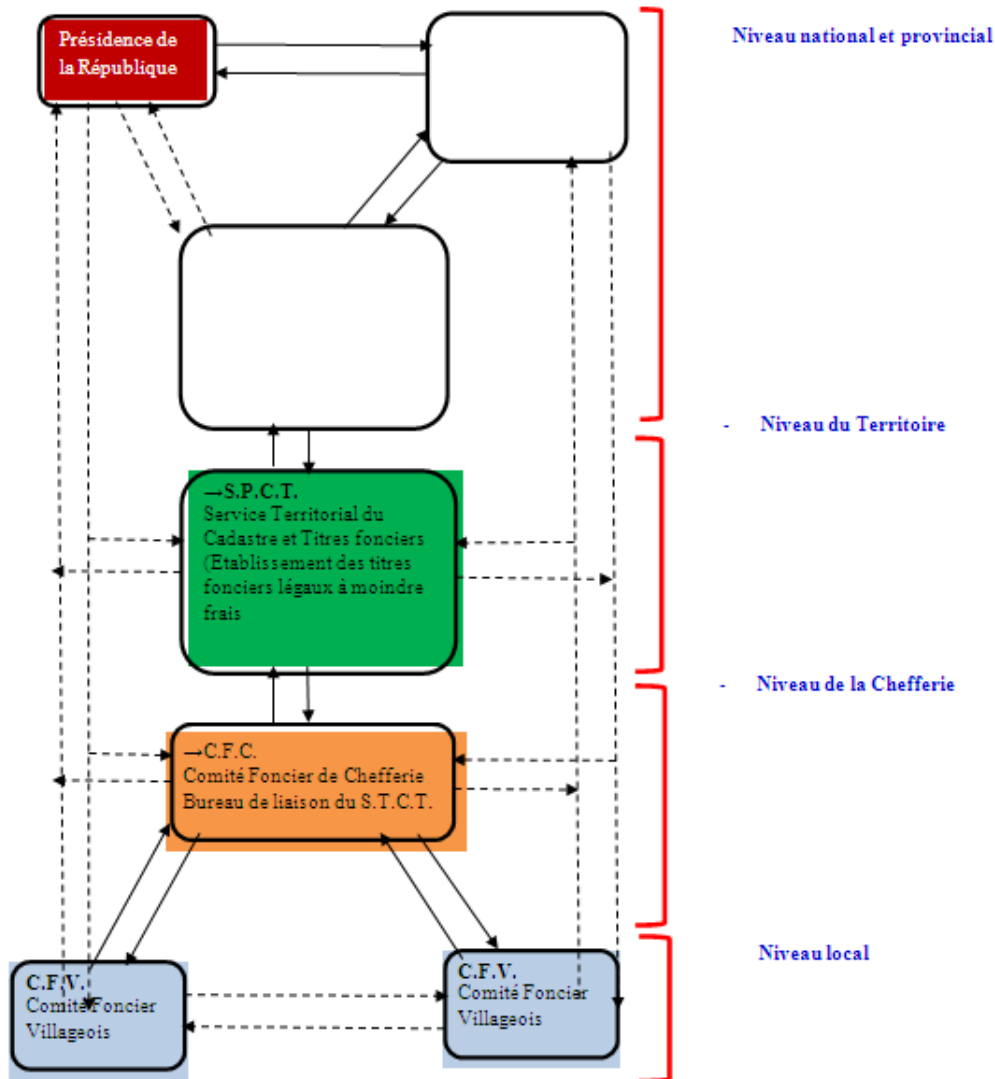 Présidence de
la République
Niveau national et provincial
- Niveau du Territoire
→S.P.C.T.
Service Territorial du
Cadastre et Titres fonciers
(Etablissement des titres
fonciers légaux à moindre
frais
- Niveau de la Chefferie
→C.F.C.
Comité Foncier de Chefferie
Bureau de liaison du S.T.C.T.
Niveau local
C.F.V.
Comité Foncier
Villageois
C.F.V.
Comité Foncier
Villageois